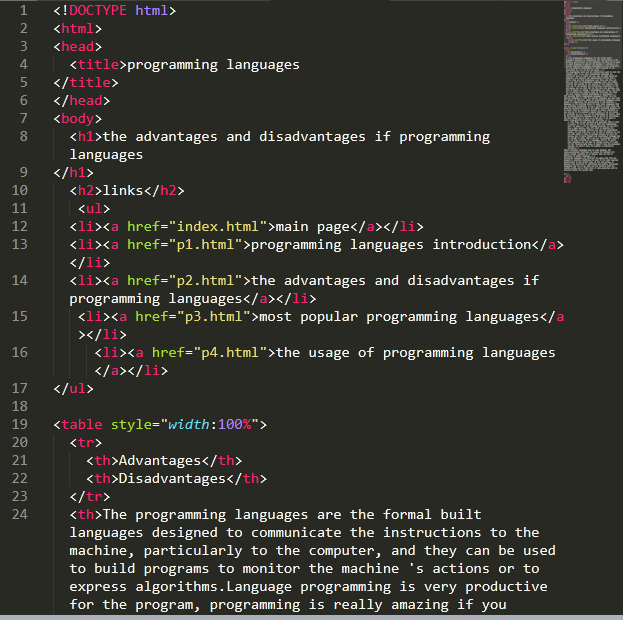 1 <!DOCTYPE html>
2 <html>
3 <head>
4 <title>programming languages
5 </title>
6 </head>
7 <body>
8 <h1>the advantages and disadvantages if programming
languages
9 </h1>
10 <h2>links</h2>
11 <ul>
12 <li><a href="index.html">main page</a></li>
13 <li><a href="p1.html">programming languages introduction</a>
</li>
14 <li><a href="p2.html">the advantages and disadvantages if
programming languages</a></li>
15 <li><a href="p3.html">most popular programming languages</a
></li>
16 <li><a href="p4.html">the usage of programming languages
</a></li>
17 </ul>
18
19 <table style="width:100%">
20 <tr>
21 <th>Advantages</th>
22 <th>Disadvantages</th>
23 </tr>
24 <th>The programming languages are the formal built
languages designed to communicate the instructions to the
machine, particularly to the computer, and they can be used
to build programs to monitor the machine 's actions or to
express algorithms.Language programming is very productive
for the program, programming is really amazing if you